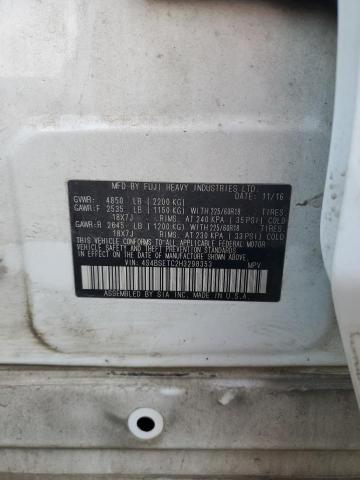 MFD BY FUJI HEAVY INDUSTRIES LTD.
DATE: 11/16
GVWR: 4850 LB (2200 KG)
GAWR:F 2535 LB (1150 KG) WITH 225/60R18 TIRES
18X7J RIMS, AT 240 KPA (35 PSI) COLD
GAWR:R 2645 LB (1200 KG) WITH 225/60R18 TIRES
18X7J RIMS, AT 230 KPA (33 PSI) COLD
THIS VEHICLE CONFORMS TO ALL APPLICABLE FEDERAL MOTOR
VEHICLE SAFETY AND THEFT PREVENTION STANDARDS IN
EFFECT ON THE DATE OF MANUFACTURE SHOWN ABOVE.
VIN: 4S4BSETC2H3298353 MPV
ASSEMBLED BY SIA INC. MADE IN U.S.A.